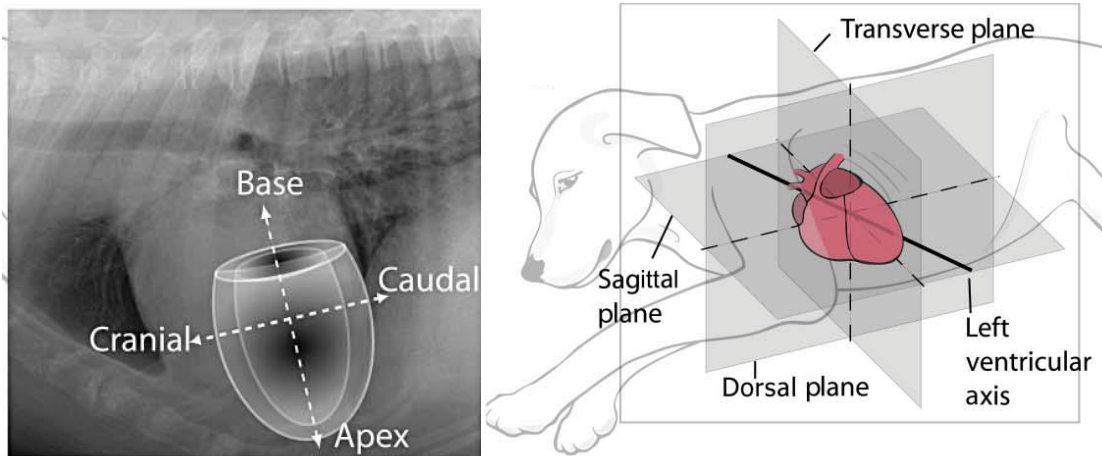 Base
Caudal
Cranial
Apex
Transverse plane
Sagittal
plane
Dorsal plane
Left
ventricular
axis